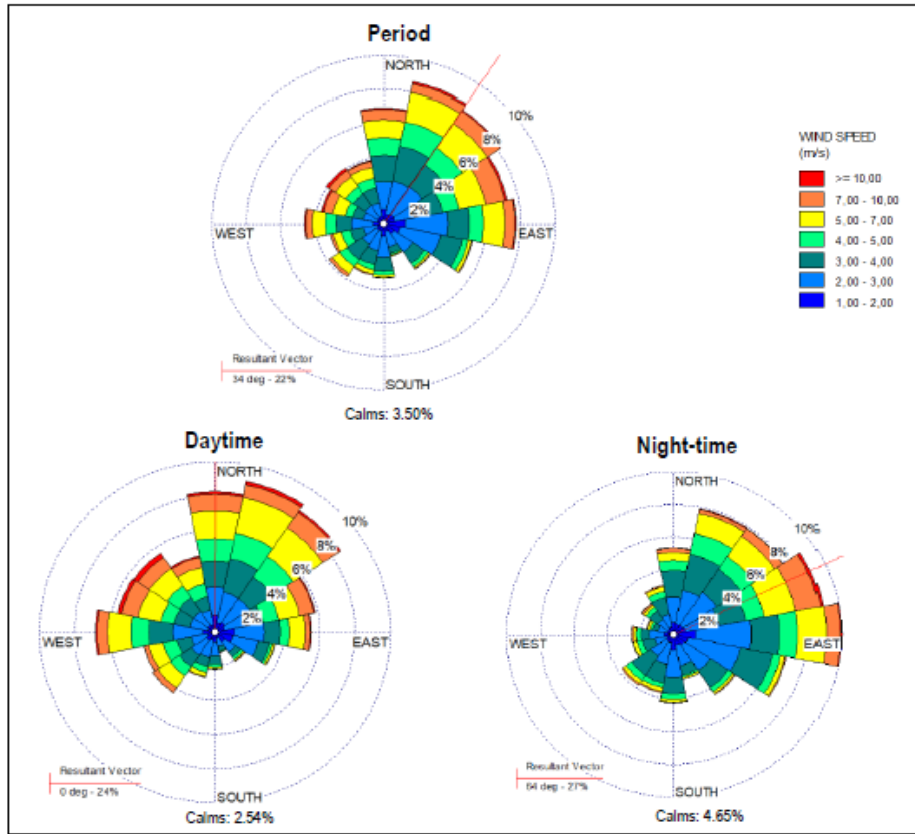 Period
NORTH
10%
8%
6%
4%
2%
WEST
EAST
SOUTH
Resultant Vector
34 deg - 22%
Calms: 3.50%
WIND SPEED
(m/s)
>= 10,00
7,00 - 10,00
5,00 - 7,00
4,00 - 5,00
3,00 - 4,00
2,00 - 3,00
1,00 - 2,00
Daytime
NORTH
10%
8%
6%
4%
2%
WEST
EAST
SOUTH
Resultant Vector
0 deg - 24%
Calms: 2.54%
Night-time
NORTH
10%
8%
6%
4%
2%
WEST
EAST
SOUTH
Resultant Vector
64 deg - 27%
Calms: 4.65%